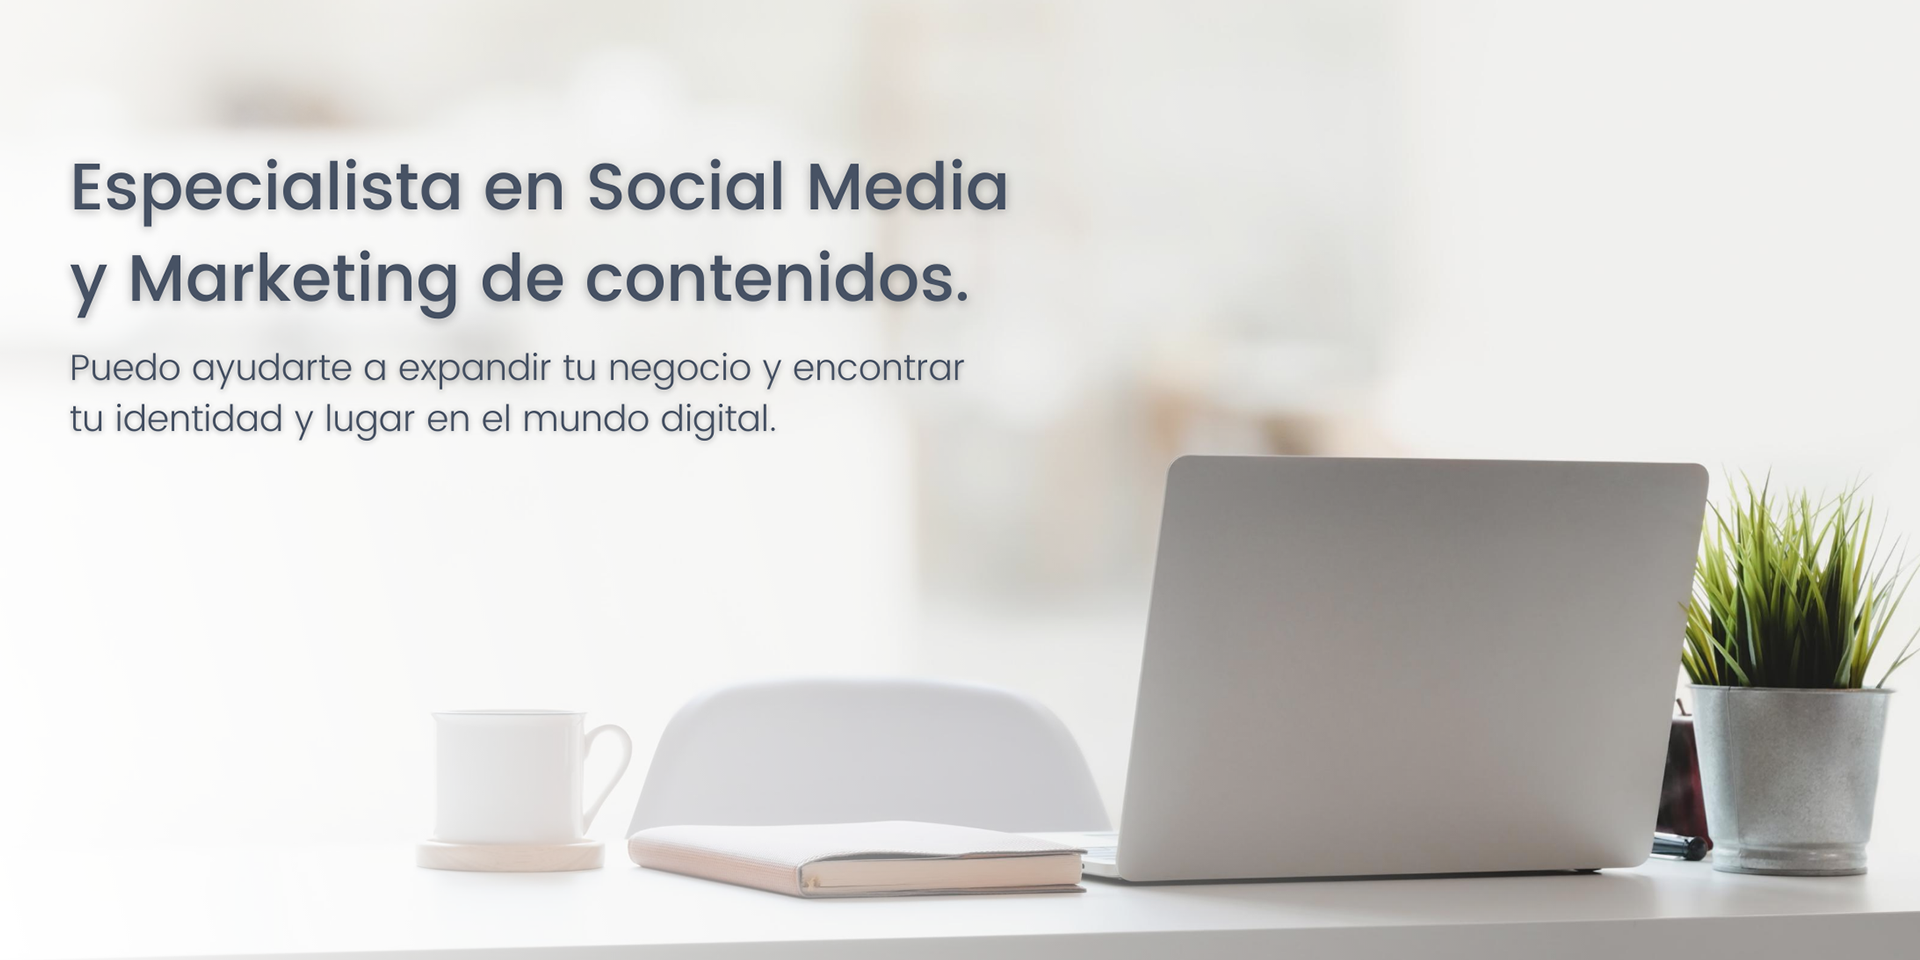 Especialista en Social Media
y Marketing de contenidos.
Puedo ayudarte a expandir tu negocio y encontrar
tu identidad y lugar en el mundo digital.